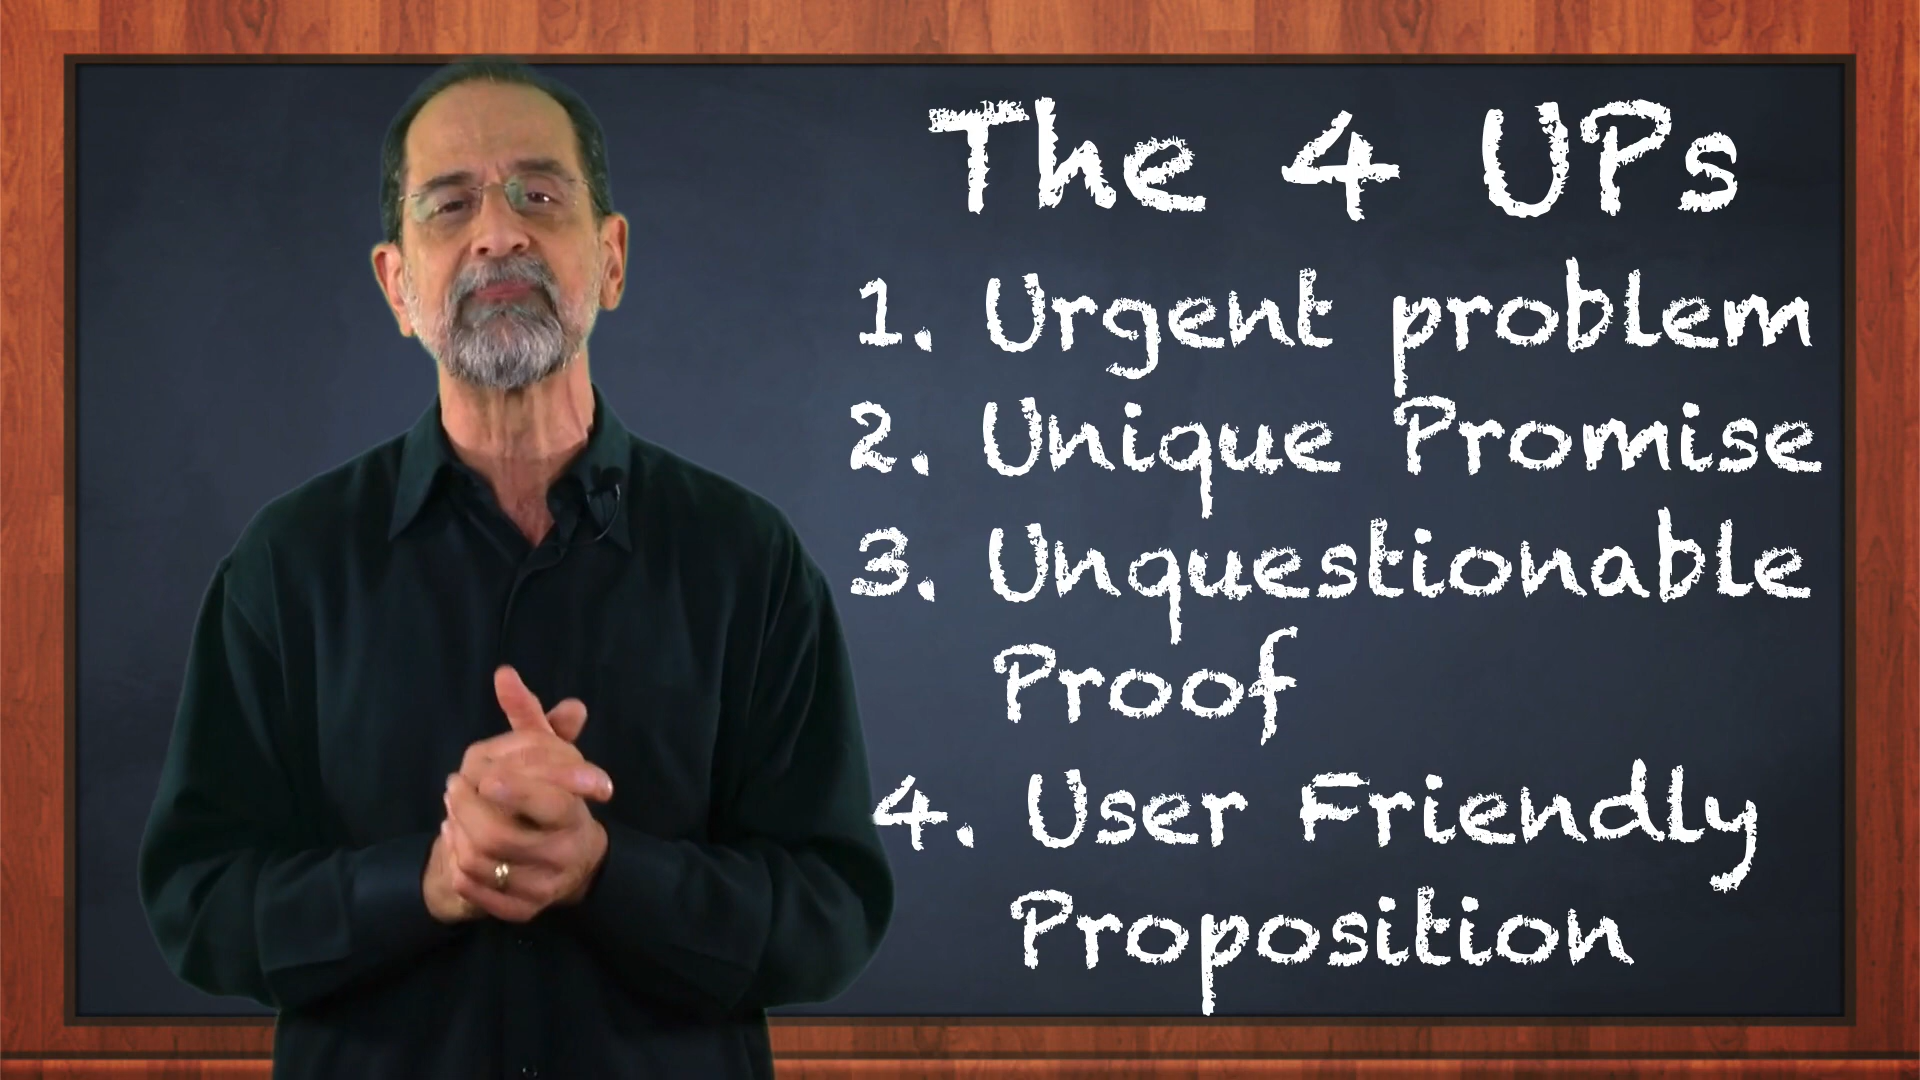 The 4 UPs
1. Urgent problem
2. Unique Promise
3. Unquestionable
Proof
4. User Friendly
Proposition